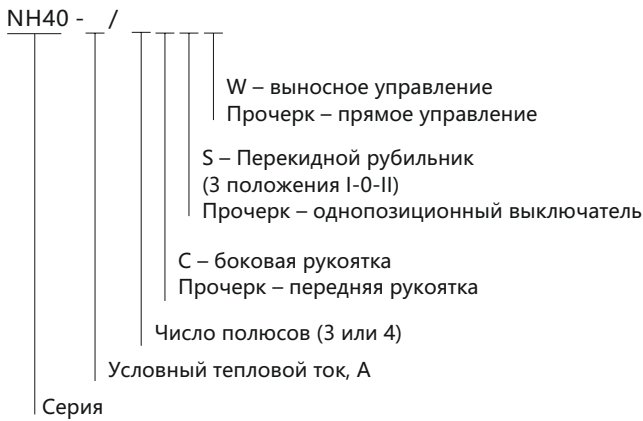 NH40 - /
W – выносное управление
Прочерк – прямое управление
S – Перекидной рубильник
(3 положения I-0-II)
Прочерк – однопозиционный выключатель
С – боковая рукоятка
Прочерк – передняя рукоятка
Число полюсов (3 или 4)
Условный тепловой ток, А
Серия